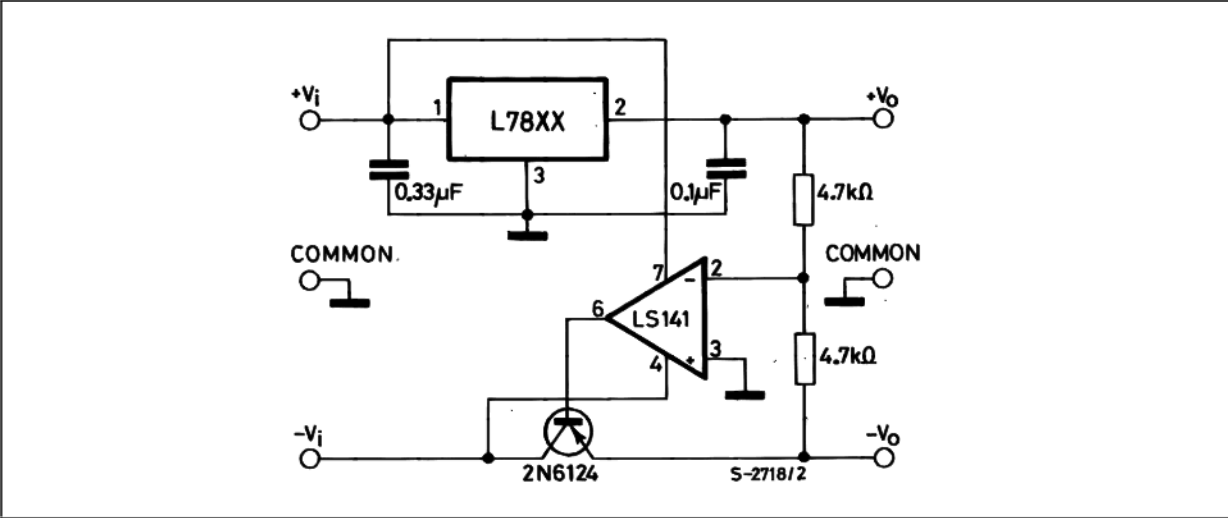 +Vi
1
L78XX
2
+Vo
3
0.33µF
0.1µF
4.7kΩ
COMMON
COMMON
7
2
-
6
LS141
4
+
3
4.7kΩ
-Vi
-Vo
2N6124
S-2718/2